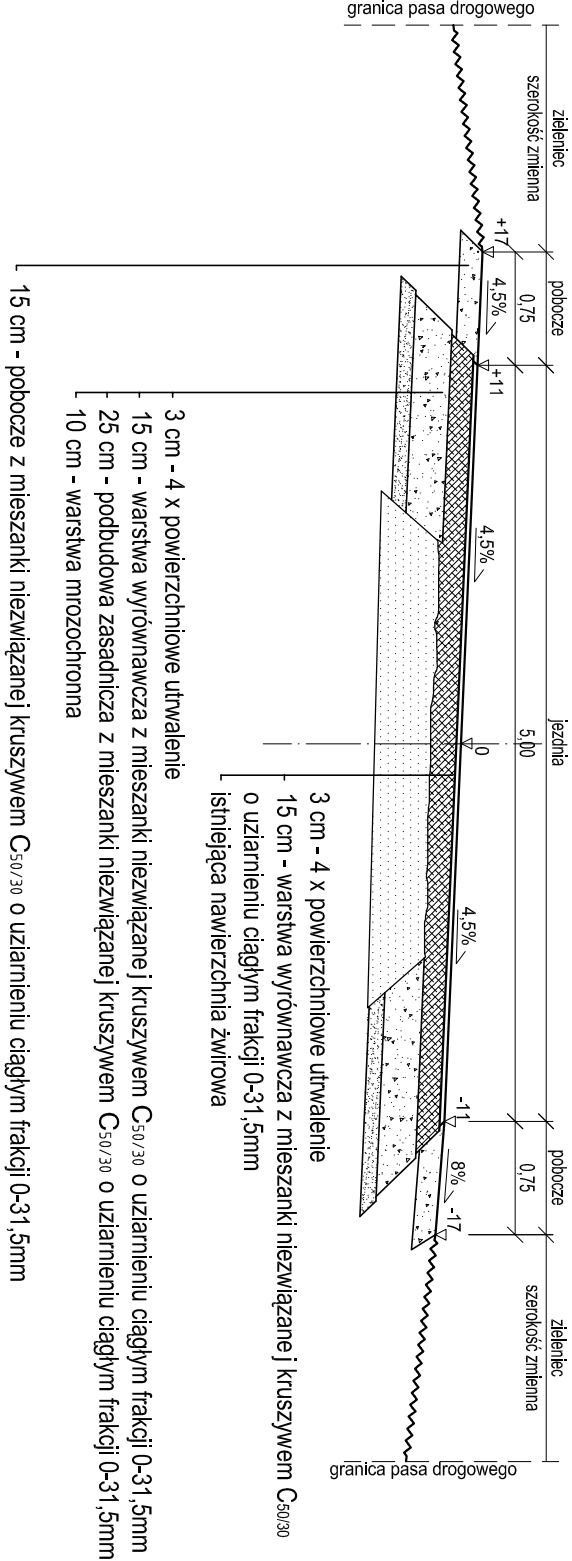 granica pasa drogowego
zieleniec
szerokość zmienna
pobocze
0,75
jezdnia
5,00
pobocze
0,75
zieleniec
szerokość zmienna
granica pasa drogowego
+17
4,5%
+11
4,5%
0
4,5%
-11
8%
-17
3 cm - 4 x powierzchniowe utrwalenie
15 cm - warstwa wyrównawcza z mieszanki niezwiązanej kruszywem C50/30
o uziarnieniu ciągłym frakcji 0-31,5mm
istniejąca nawierzchnia żwirowa
3 cm - 4 x powierzchniowe utrwalenie
15 cm - warstwa wyrównawcza z mieszanki niezwiązanej kruszywem C50/30 o uziarnieniu ciągłym frakcji 0-31,5mm
25 cm - podbudowa zasadnicza z mieszanki niezwiązanej kruszywem C50/30 o uziarnieniu ciągłym frakcji 0-31,5mm
10 cm - warstwa mrozochronna
15 cm - pobocze z mieszanki niezwiązanej kruszywem C50/30 o uziarnieniu ciągłym frakcji 0-31,5mm